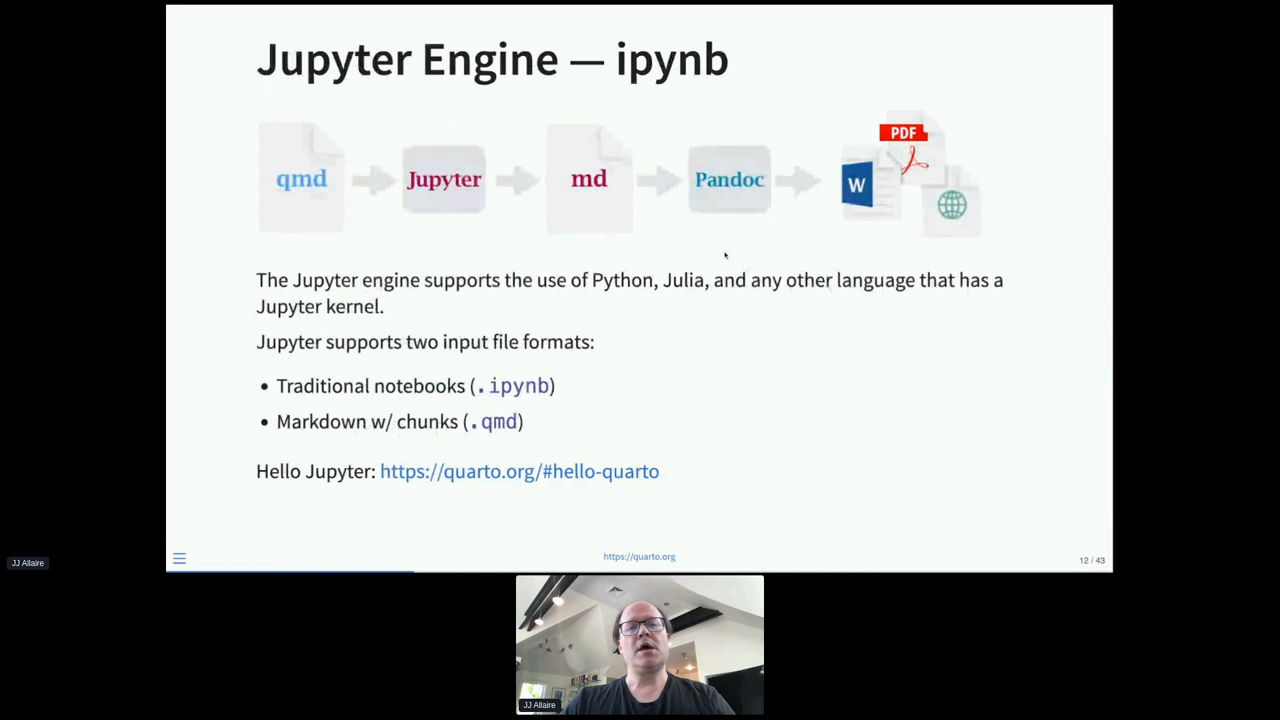 Jupyter Engine — ipynb
qmd
Jupyter
md
Pandoc
W
PDF
The Jupyter engine supports the use of Python, Julia, and any other language that has a
Jupyter kernel.
Jupyter supports two input file formats:
• Traditional notebooks (.ipynb)
• Markdown w/ chunks (.qmd)
Hello Jupyter: https://quarto.org/#hello-quarto
https://quarto.org
12 / 43
JJ Allaire
JJ Allaire